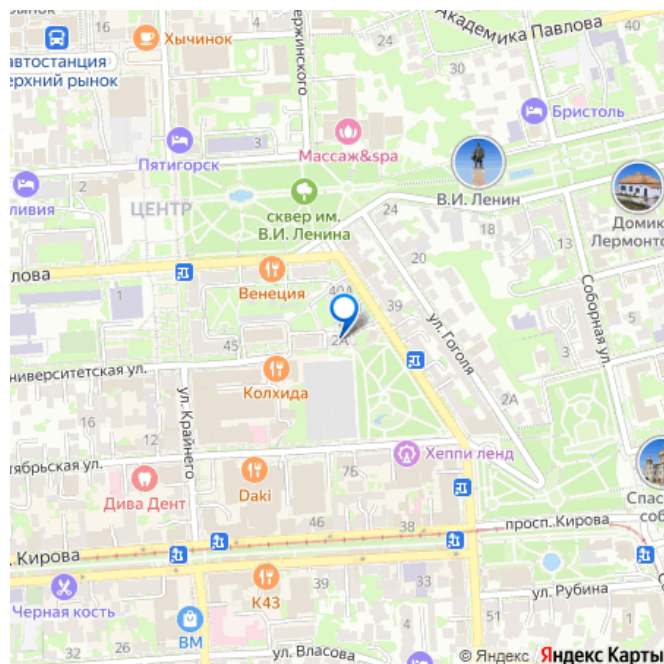 24
Академика Павлова
Хычинок
автостанция
ерхний рынок
ержинского
40
30
Бристоль
Массаж&spa
Пятигорск
2
ливия
ЦЕНТР
сквер им.
В.И. Ленина
24
В.И. Ленин
18
Домик
Лермонто
13
лова
20
Венеция
40А
39
1
ул. Гоголя
Соборная ул.
45
2А
ниверситетская ул.
Колхида
2А
ул. Крайнего
16
12
тябрьская ул.
Хеппи ленд
7Б
Дива Дент
Daki
Спас
собо
46
38
просп. Кирова
. Кирова
39
33
К43
ул. Рубина
Черная кость
ВМ
51
32
26
ул. Власова
© Яндекс Яндекс Карты